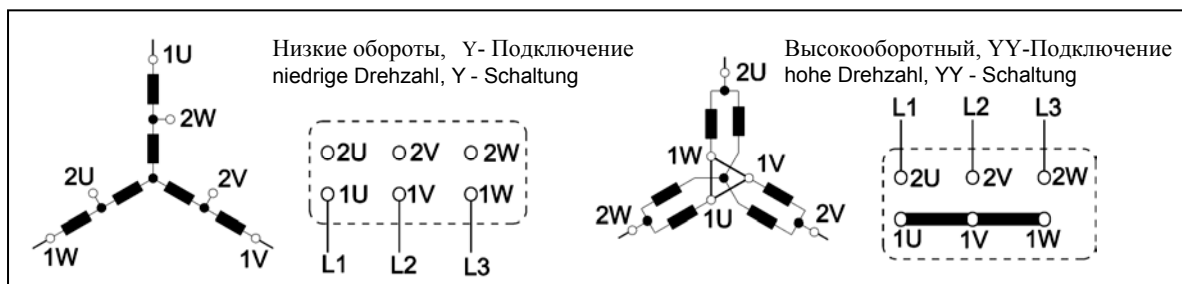 Низкие обороты, Y- Подключение
niedrige Drehzahl, Y - Schaltung
1U
2W
2U
2V
1W
1V
2U 2V 2W
1U 1V 1W
L1 L2 L3
Высокооборотный, YY-Подключение
hohe Drehzahl, YY - Schaltung
2U
1W
1V
2W
1U
2V
L1 L2 L3
2U 2V 2W
1U 1V 1W